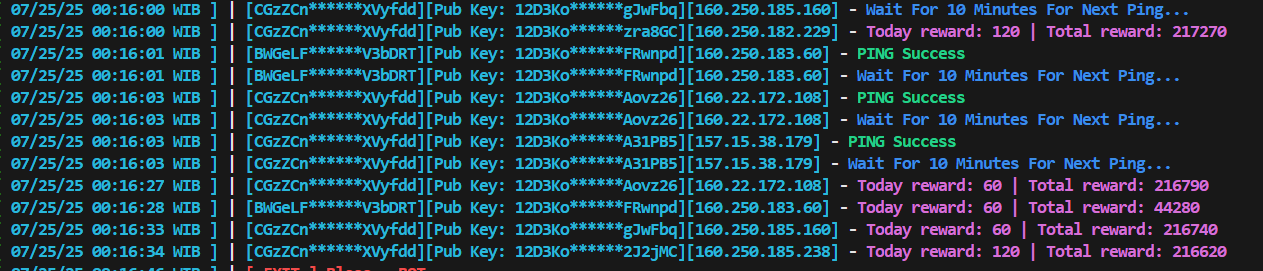 07/25/25 00:16:00 WIB ] | [CGzZCn******XVyfdd][Pub Key: 12D3Ko******gJwFbq][160.250.185.160] - Wait For 10 Minutes For Next Ping...
07/25/25 00:16:00 WIB ] | [CGzZCn******XVyfdd][Pub Key: 12D3Ko******zra8GC][160.250.182.229] - Today reward: 120 | Total reward: 217270
07/25/25 00:16:01 WIB ] | [BWGeLF******V3bDRT][Pub Key: 12D3Ko******FRwnpd][160.250.183.60] - PING Success
07/25/25 00:16:01 WIB ] | [BWGeLF******V3bDRT][Pub Key: 12D3Ko******FRwnpd][160.250.183.60] - Wait For 10 Minutes For Next Ping...
07/25/25 00:16:03 WIB ] | [CGzZCn******XVyfdd][Pub Key: 12D3Ko******Aovz26][160.22.172.108] - PING Success
07/25/25 00:16:03 WIB ] | [CGzZCn******XVyfdd][Pub Key: 12D3Ko******Aovz26][160.22.172.108] - Wait For 10 Minutes For Next Ping...
07/25/25 00:16:03 WIB ] | [CGzZCn******XVyfdd][Pub Key: 12D3Ko******A31PB5][157.15.38.179] - PING Success
07/25/25 00:16:03 WIB ] | [CGzZCn******XVyfdd][Pub Key: 12D3Ko******A31PB5][157.15.38.179] - Wait For 10 Minutes For Next Ping...
07/25/25 00:16:27 WIB ] | [CGzZCn******XVyfdd][Pub Key: 12D3Ko******Aovz26][160.22.172.108] - Today reward: 60 | Total reward: 216790
07/25/25 00:16:28 WIB ] | [BWGeLF******V3bDRT][Pub Key: 12D3Ko******FRwnpd][160.250.183.60] - Today reward: 60 | Total reward: 44280
07/25/25 00:16:33 WIB ] | [CGzZCn******XVyfdd][Pub Key: 12D3Ko******gJwFbq][160.250.185.160] - Today reward: 60 | Total reward: 216740
07/25/25 00:16:34 WIB ] | [CGzZCn******XVyfdd][Pub Key: 12D3Ko******2J2jMC][160.250.185.238] - Today reward: 120 | Total reward: 216620
07/25/25 00:16:46 WIB ] | [ EXIT ] Bless - BOT